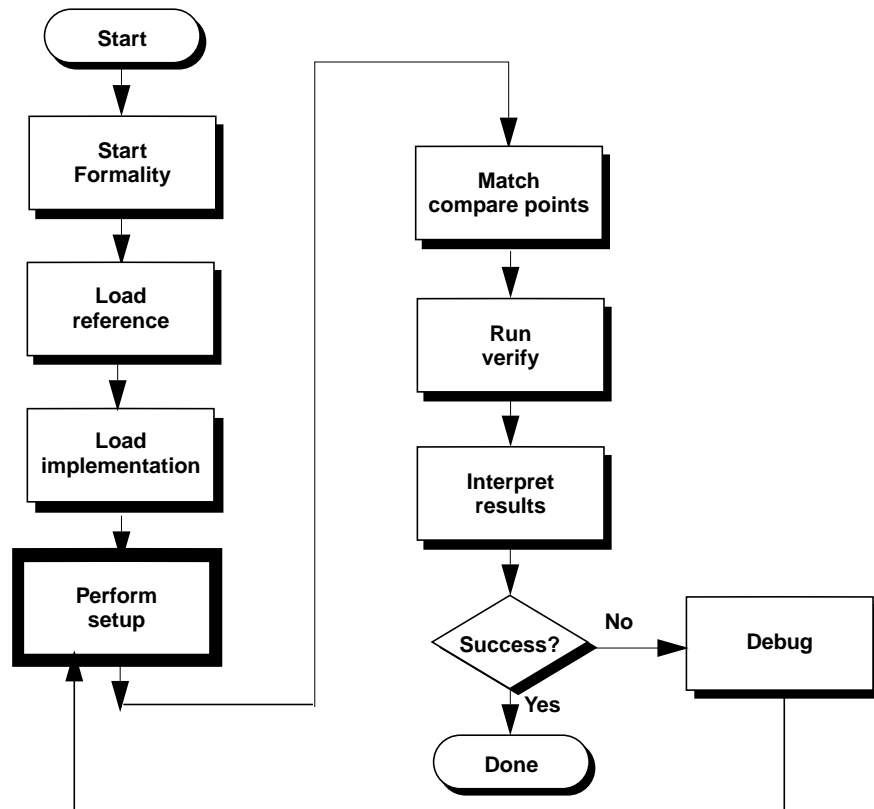 Start
Start
Formality
Load
reference
Load
implementation
Perform
setup
Match
compare points
Run
verify
Interpret
results
Success?
No
Debug
Yes
Done